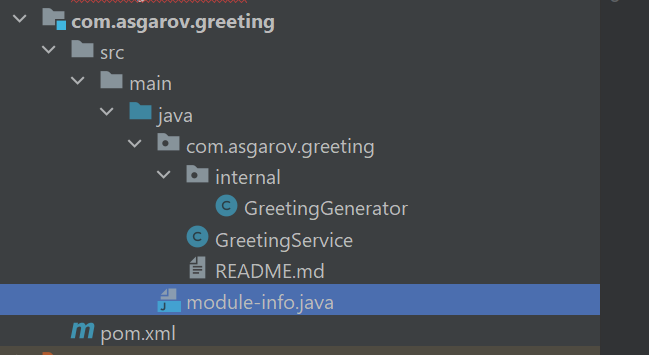 com.asgarov.greeting
src
main
java
com.asgarov.greeting
internal
GreetingGenerator
GreetingService
README.md
module-info.java
pom.xml